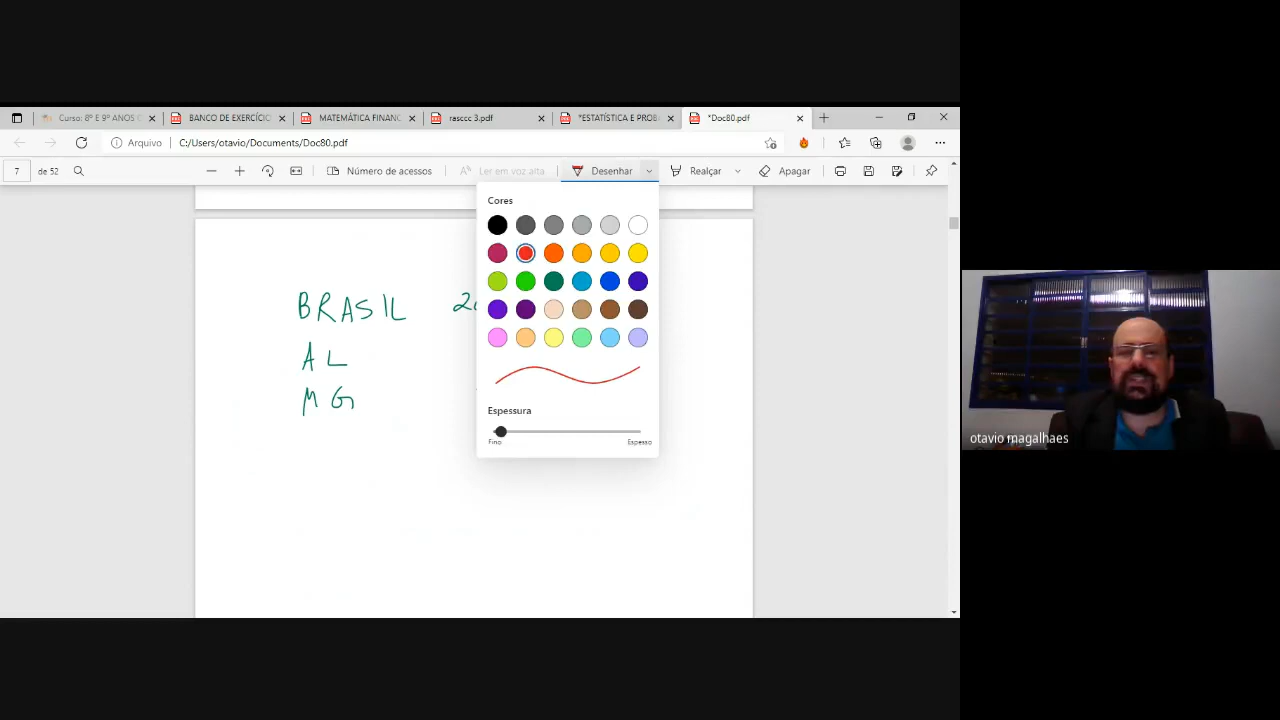 Curso: 8º E 9º ANOS
BANCO DE EXERCÍCIO
MATEMÁTICA FINANC
rasccc 3.pdf
*ESTATÍSTICA E PROBA
*Doc80.pdf
Arquivo
C:/Users/otavio/Documents/Doc80.pdf
7 de 52
Número de acessos
Ler em voz alta
Desenhar
Realçar
Apagar
Cores
BRASIL
AL
MG
Espessura
Fino
Espesso
otavio magalhaes